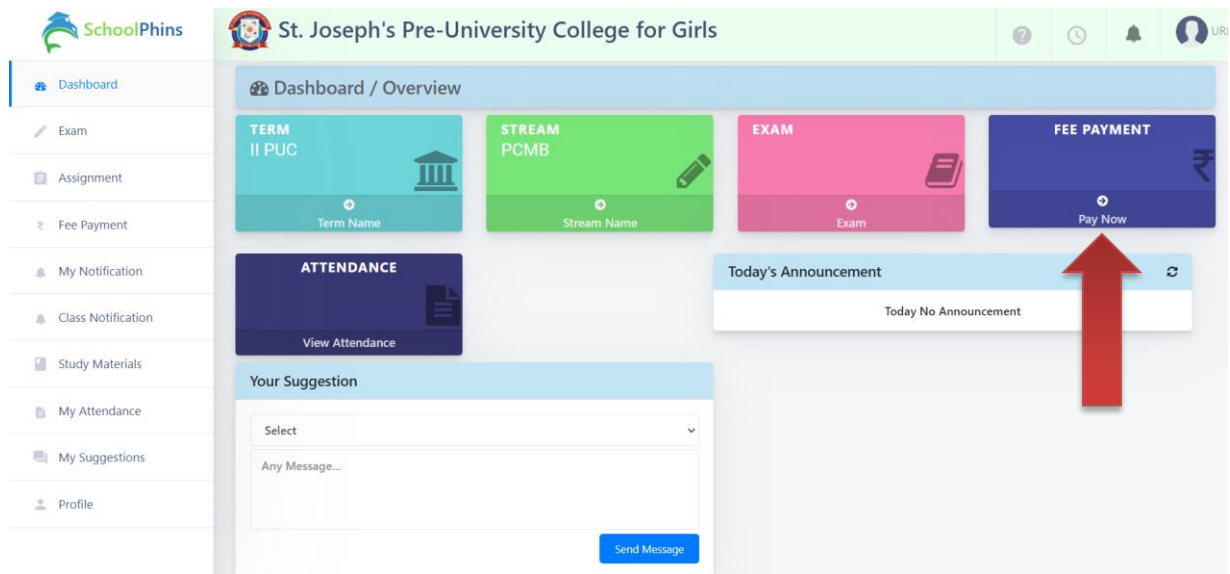 SchoolPhins
St. Joseph's Pre-University College for Girls
Dashboard
Exam
Assignment
Fee Payment
My Notification
Class Notification
Study Materials
My Attendance
My Suggestions
Profile
Dashboard / Overview
TERM
II PUC
Term Name
STREAM
PCMB
Stream Name
EXAM
Exam
FEE PAYMENT
₹
Pay Now
ATTENDANCE
View Attendance
Today's Announcement
Today No Announcement
Your Suggestion
Select
Any Message...
Send Message